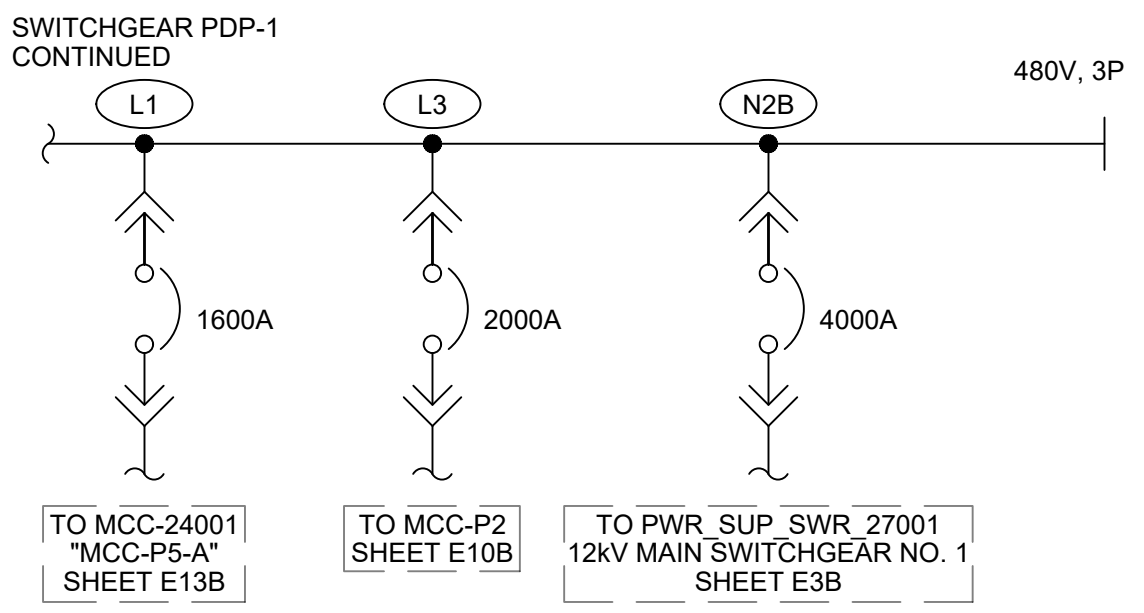 SWITCHGEAR PDP-1
CONTINUED
480V, 3P
L1
L3
N2B
1600A
2000A
4000A
TO MCC-24001
"MCC-P5-A"
SHEET E13B
TO MCC-P2
SHEET E10B
TO PWR_SUP_SWR_27001
12kV MAIN SWITCHGEAR NO. 1
SHEET E3B